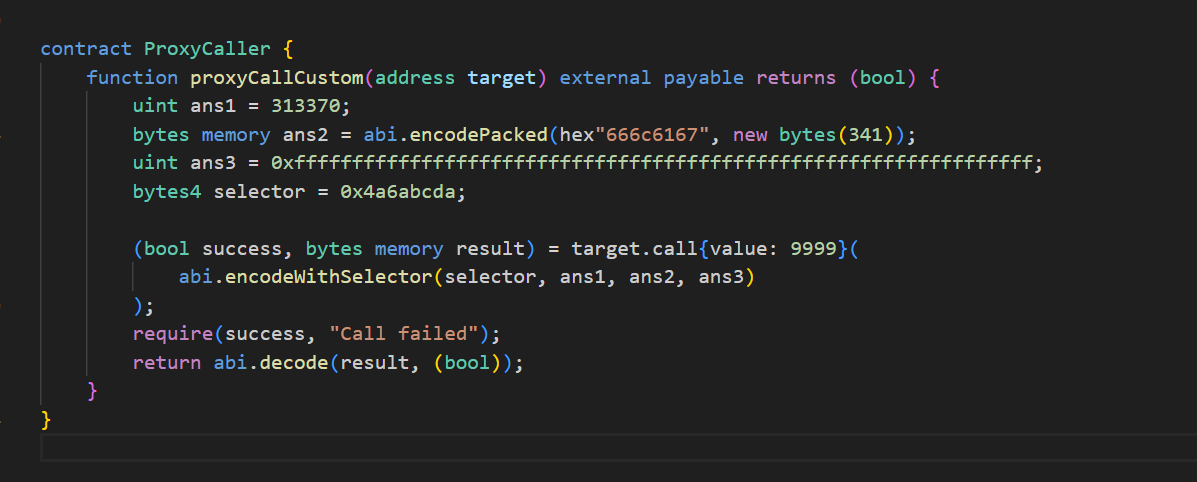 contract ProxyCaller {
    function proxyCallCustom(address target) external payable returns (bool) {
        uint ans1 = 313370;
        bytes memory ans2 = abi.encodePacked(hex"666c6167", new bytes(341));
        uint ans3 = 0xffffffffffffffffffffffffffffffffffffffffffffffffffffffffffffffff;
        bytes4 selector = 0x4a6abcda;

        (bool success, bytes memory result) = target.call{value: 9999}(
            abi.encodeWithSelector(selector, ans1, ans2, ans3)
        );
        require(success, "Call failed");
        return abi.decode(result, (bool));
    }
}